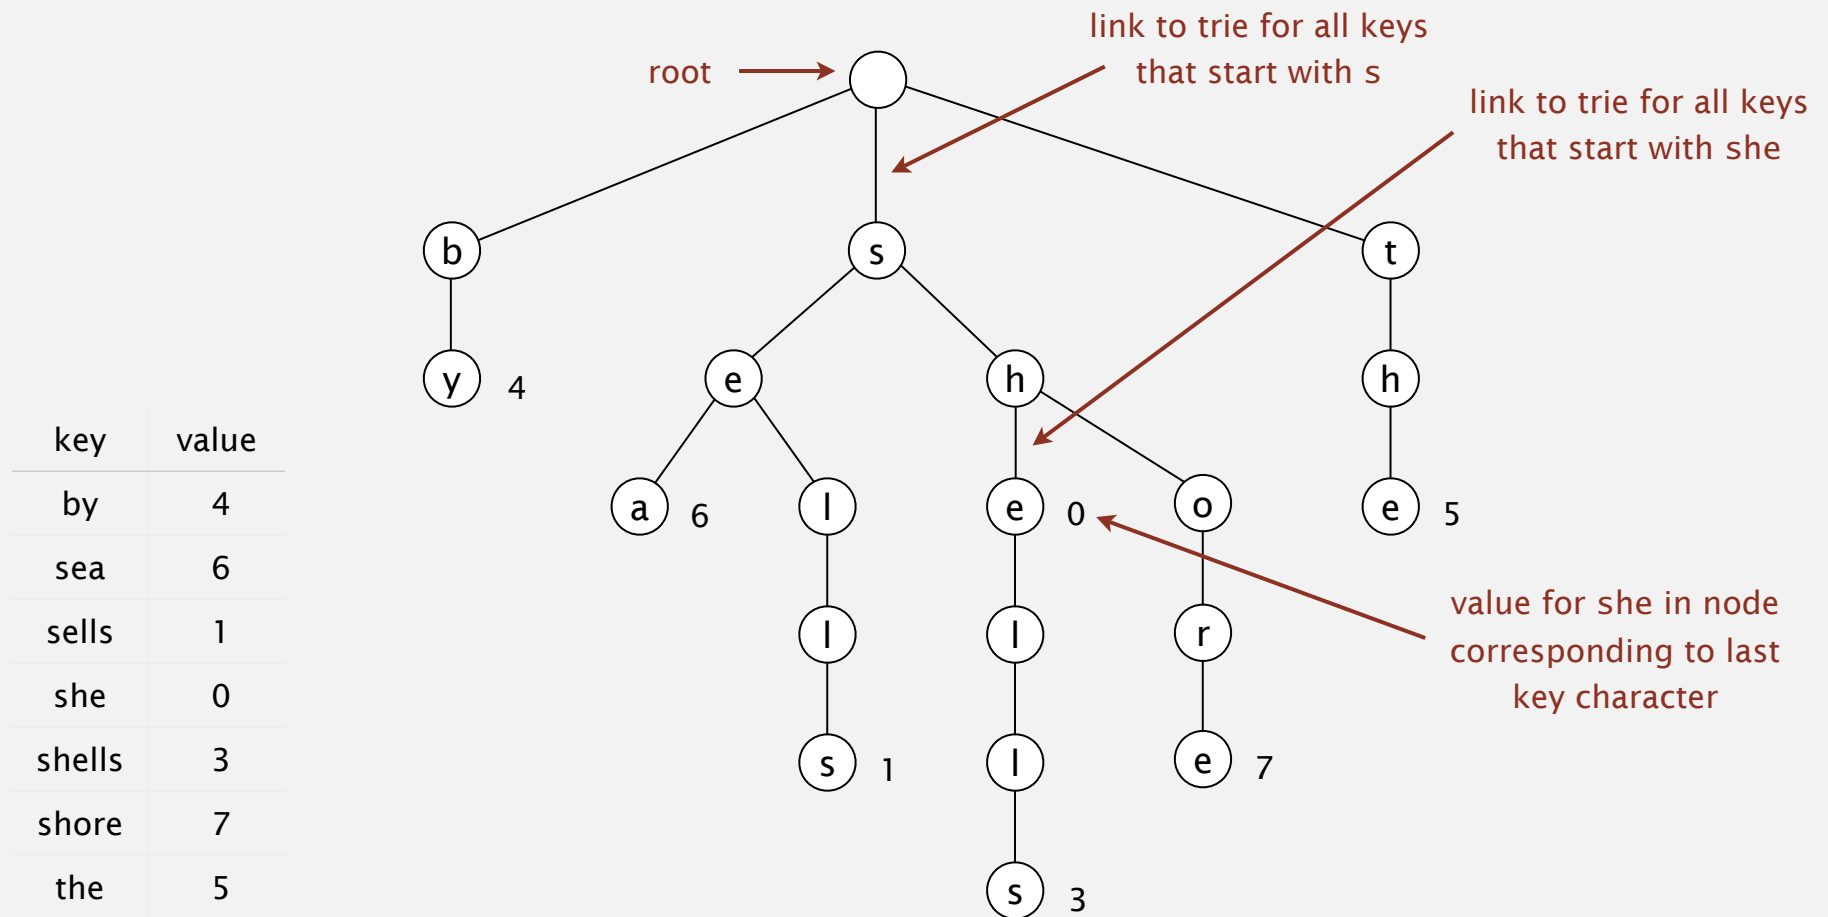 link to trie for all keys
that start with s
root
link to trie for all keys
that start with she
b
s
t
y 4
e
h
h
key value
by 4
sea 6
sells 1
she 0
shells 3
shore 7
the 5
a 6
l
e 0
o
e 5
l
l
r
value for she in node
corresponding to last
key character
s 1
l
e 7
s 3